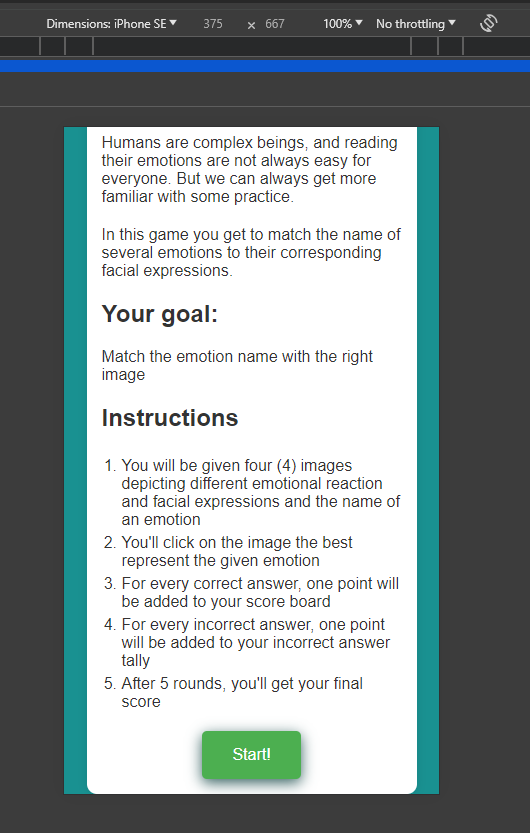 Dimensions: iPhone SE 375 × 667 100% No throttling
Humans are complex beings, and reading
their emotions are not always easy for
everyone. But we can always get more
familiar with some practice.
In this game you get to match the name of
several emotions to their corresponding
facial expressions.
Your goal:
Match the emotion name with the right
image
Instructions
1. You will be given four (4) images
depicting different emotional reaction
and facial expressions and the name of
an emotion
2. You'll click on the image the best
represent the given emotion
3. For every correct answer, one point will
be added to your score board
4. For every incorrect answer, one point
will be added to your incorrect answer
tally
5. After 5 rounds, you'll get your final
score
Start!